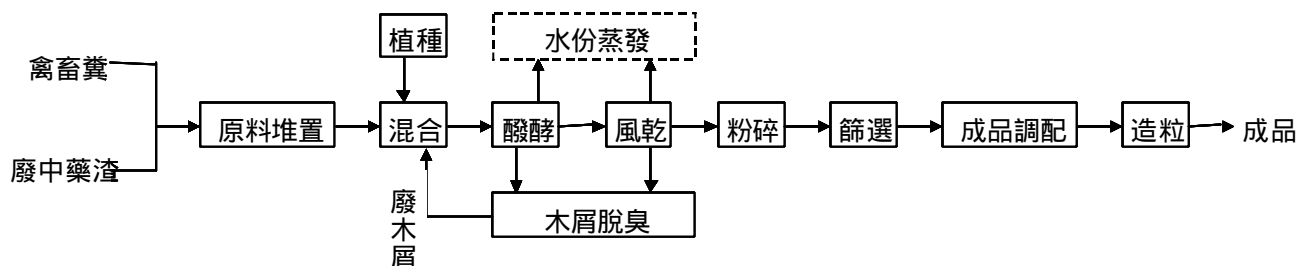 植種
水份蒸發
禽畜糞
原料堆置
混合
醱酵
風乾
粉碎
篩選
成品調配
造粒
成品
廢中藥渣
廢木屑
木屑脫臭